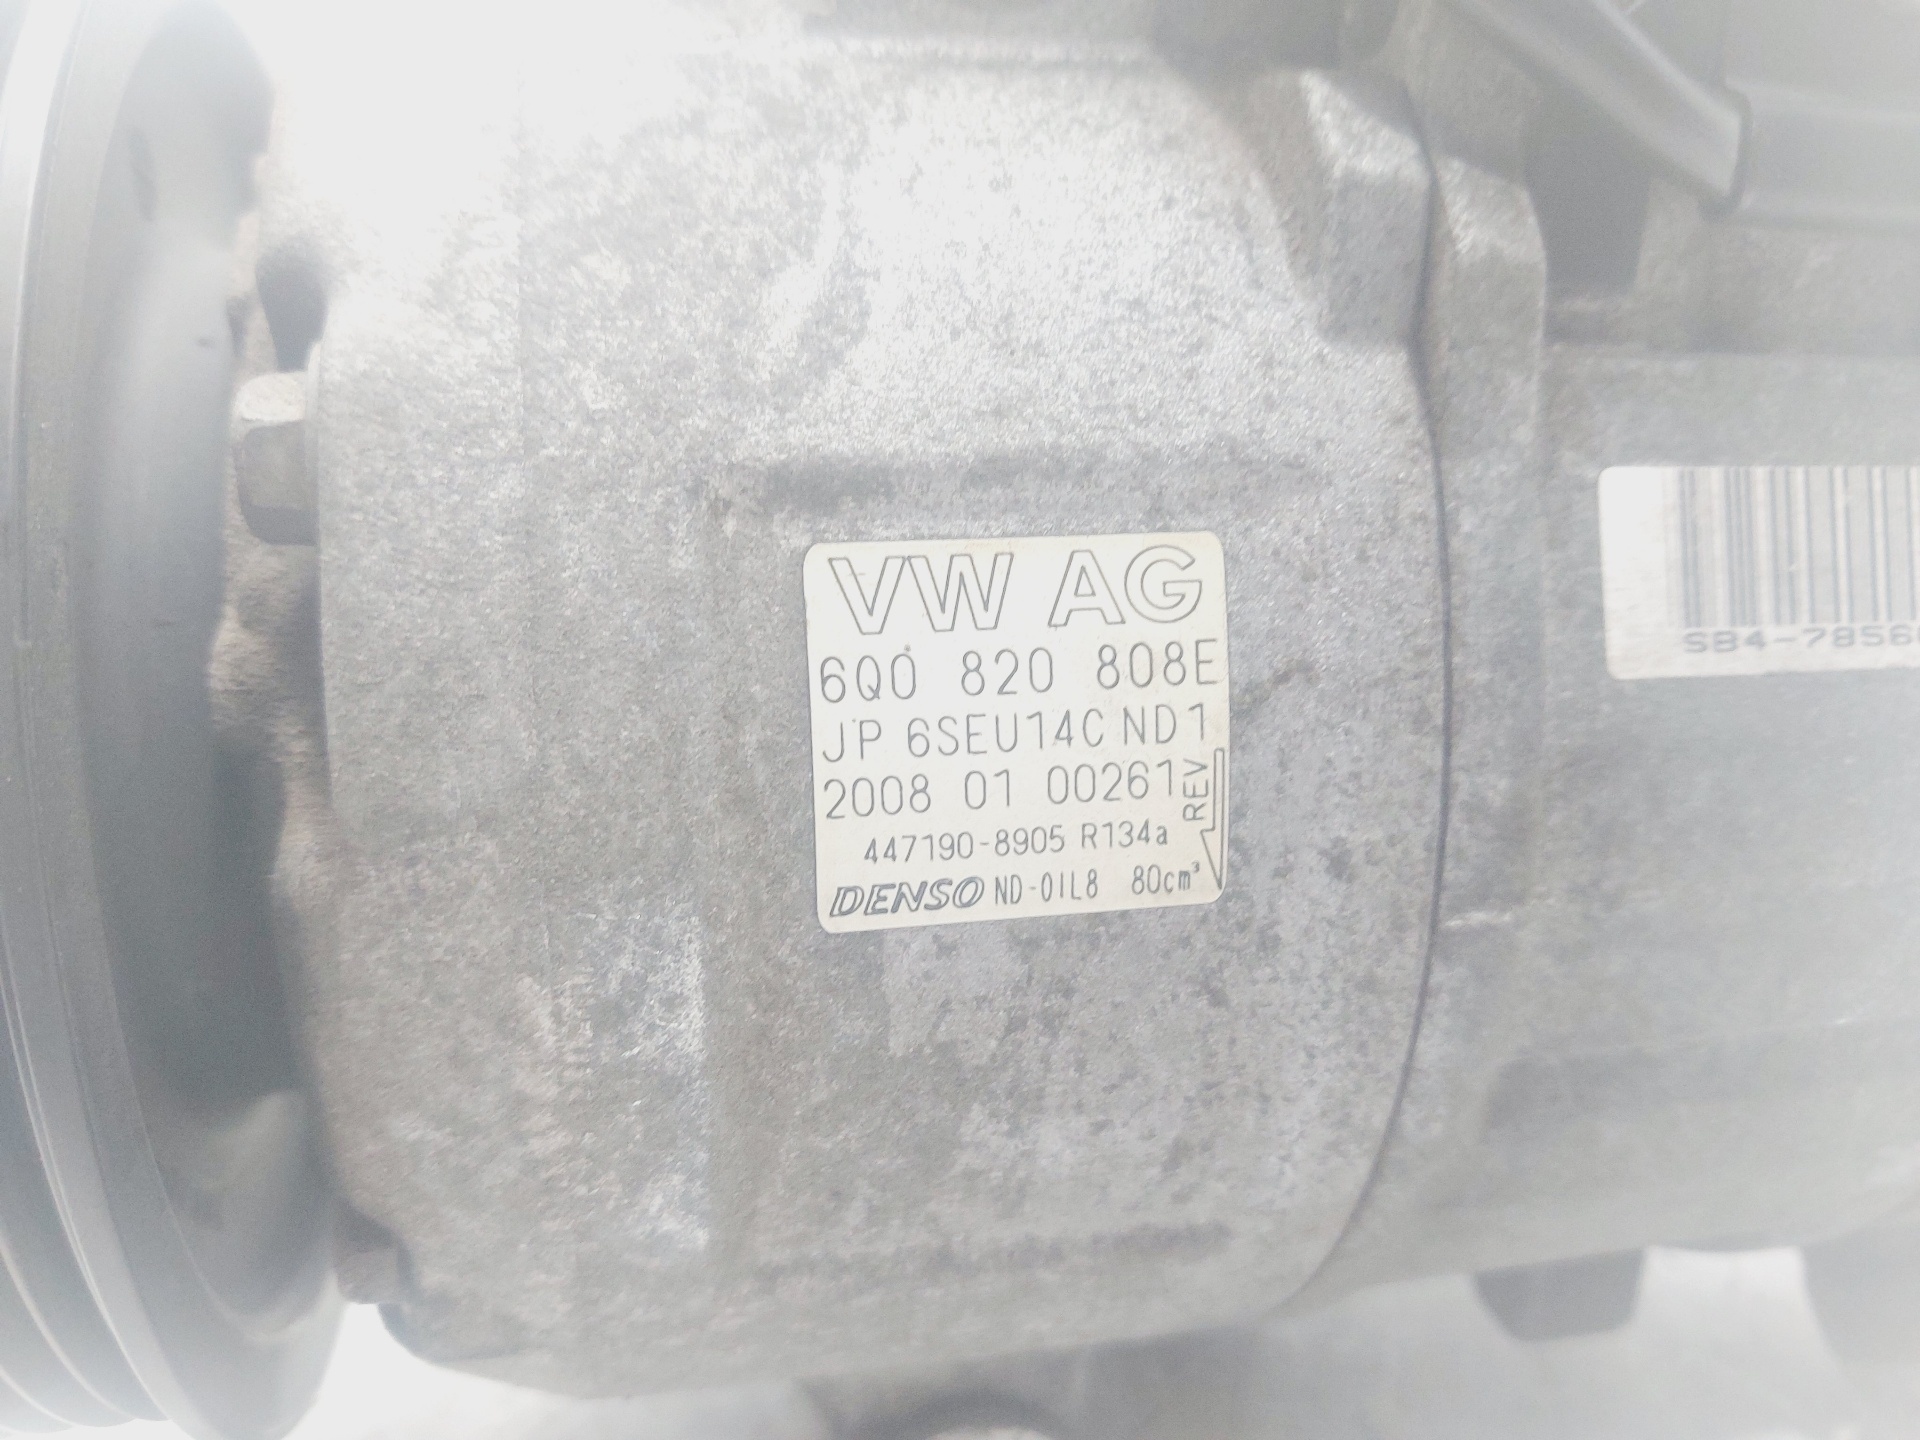 VW AG
6Q0 820 808E
JP 6SEU14C ND1
2008 01 00261
REV
447190-8905 R134a
DENSO ND-OIL8 80cm³
SB4-7856